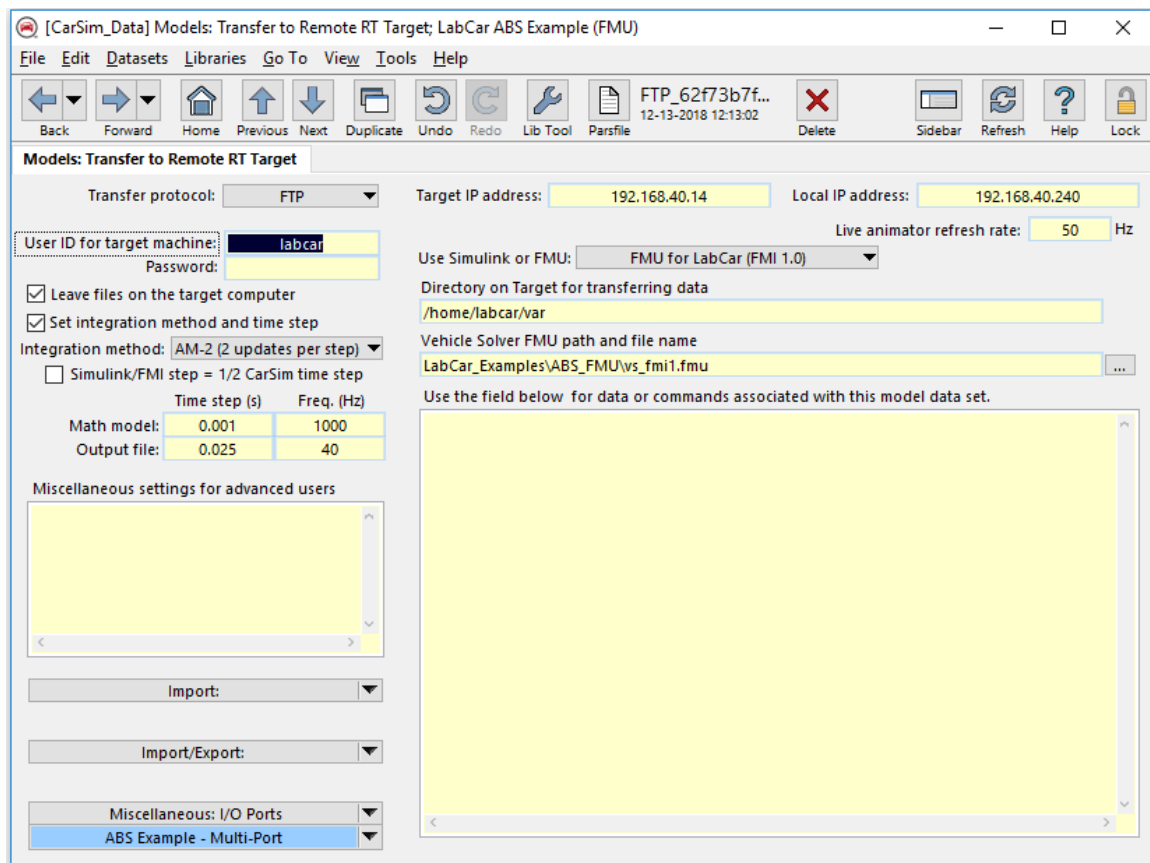 [CarSim_Data] Models: Transfer to Remote RT Target; LabCar ABS Example (FMU)
File Edit Datasets Libraries Go To View Tools Help
Back Forward Home Previous Next Duplicate Undo Redo Lib Tool Parsfile FTP_62f73b7f... 12-13-2018 12:13:02 Delete Sidebar Refresh Help Lock
Models: Transfer to Remote RT Target
Transfer protocol: FTP
User ID for target machine: labcar
Password:
Leave files on the target computer
Set integration method and time step
Integration method: AM-2 (2 updates per step)
Simulink/FMI step = 1/2 CarSim time step
Time step (s) Freq. (Hz)
Math model: 0.001 1000
Output file: 0.025 40
Miscellaneous settings for advanced users
Import:
Import/Export:
Miscellaneous: I/O Ports
ABS Example - Multi-Port
Target IP address: 192.168.40.14 Local IP address: 192.168.40.240
Live animator refresh rate: 50 Hz
Use Simulink or FMU: FMU for LabCar (FMI 1.0)
Directory on Target for transferring data
/home/labcar/var
Vehicle Solver FMU path and file name
LabCar_Examples\ABS_FMU\vs_fmi1.fmu ...
Use the field below for data or commands associated with this model data set.